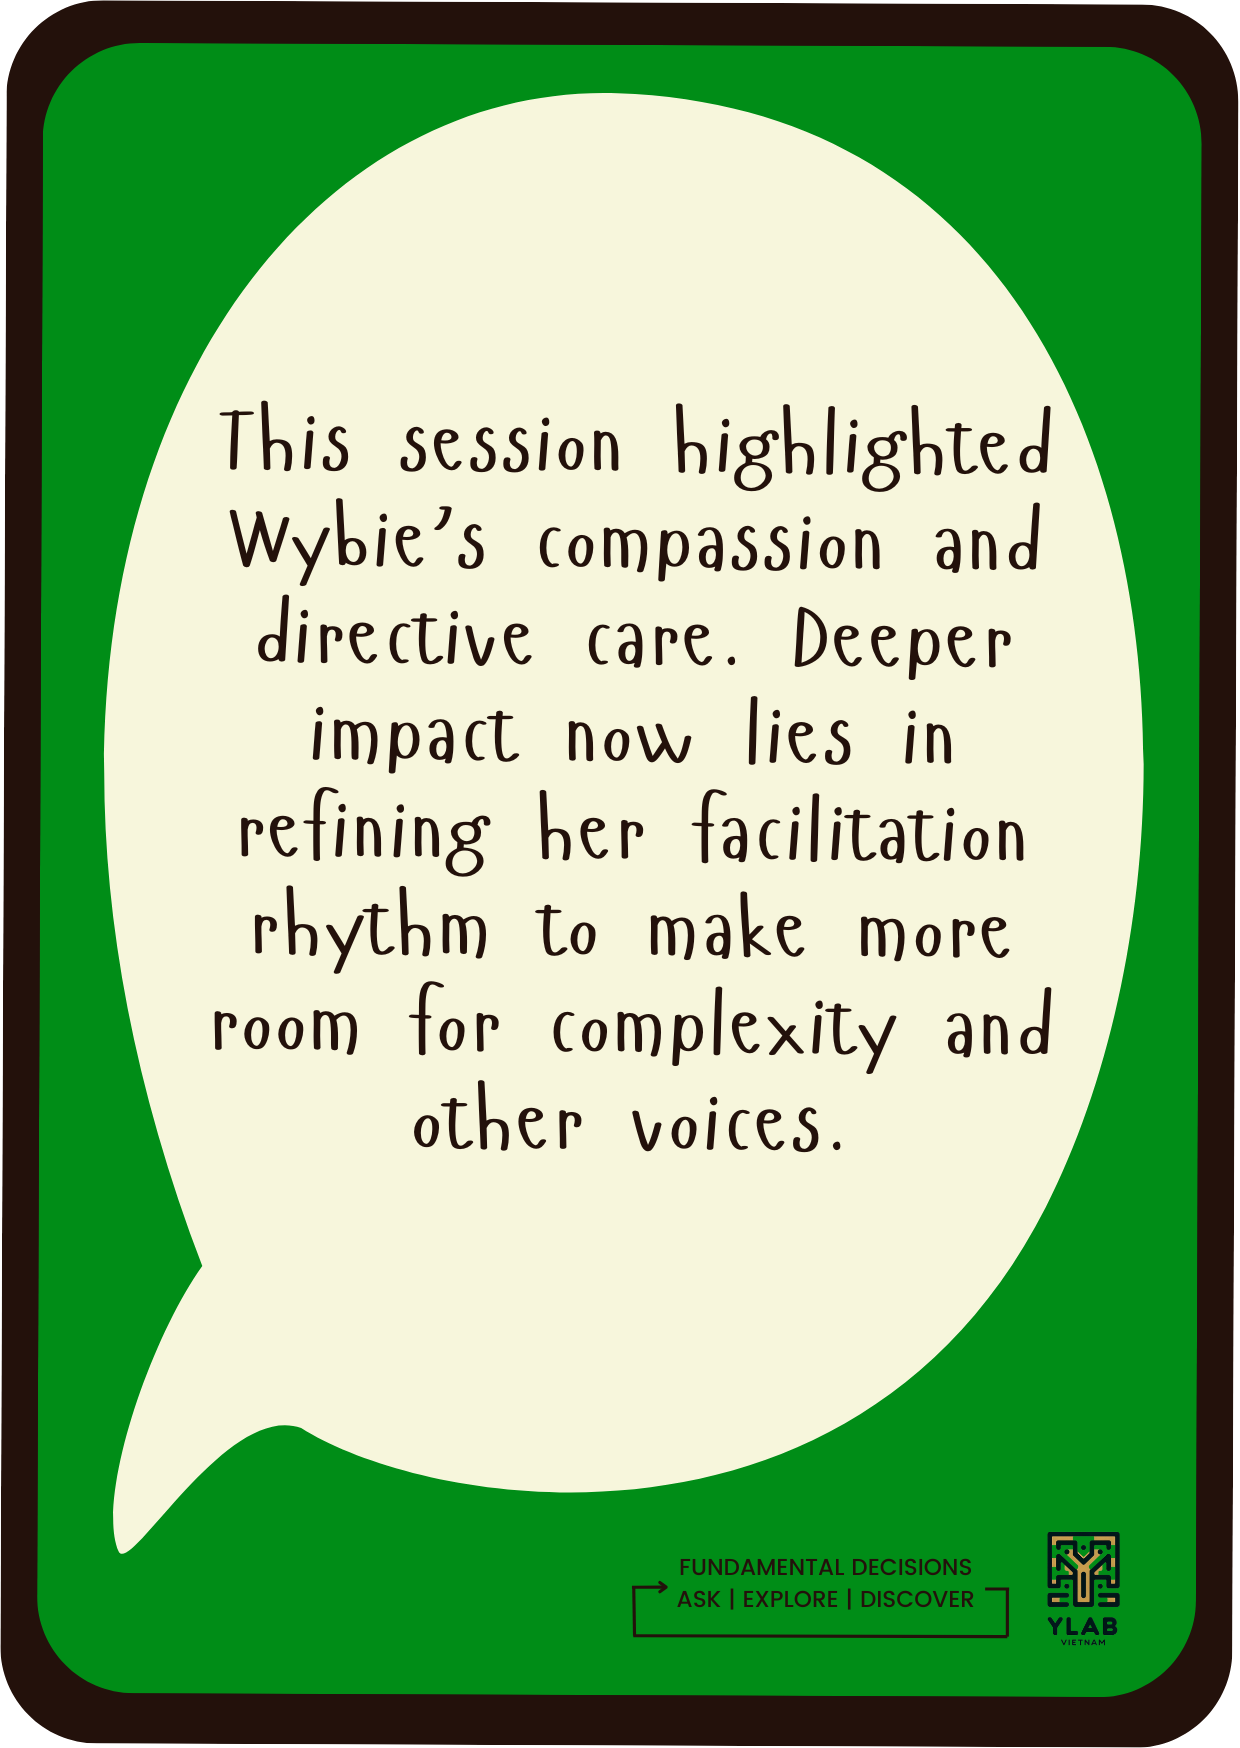 This session highlighted
Wybie’s compassion and
directive care. Deeper
impact now lies in
refining her facilitation
rhythm to make more
room for complexity and
other voices.
FUNDAMENTAL DECISIONS
ASK | EXPLORE | DISCOVER
YLAB
VIETNAM